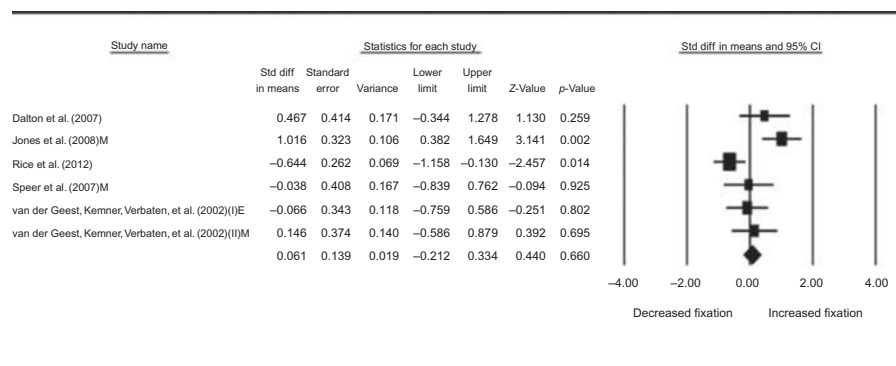 Study name Statistics for each study Std diff in means and 95% CI
Std diff Standard Lower Upper
in means error Variance limit limit Z-Value p-Value
Dalton et al. (2007) 0.467 0.414 0.171 –0.344 1.278 1.130 0.259
Jones et al. (2008)M 1.016 0.323 0.106 0.382 1.649 3.141 0.002
Rice et al. (2012) –0.644 0.262 0.069 –1.158 –0.130 –2.457 0.014
Speer et al. (2007)M –0.038 0.408 0.167 –0.839 0.762 –0.094 0.925
van der Geest, Kemner, Verbaten, et al. (2002)(I)E –0.066 0.343 0.118 –0.759 0.586 –0.251 0.802
van der Geest, Kemner, Verbaten, et al. (2002)(II)M 0.146 0.374 0.140 –0.586 0.879 0.392 0.695
0.061 0.139 0.019 –0.212 0.334 0.440 0.660
–4.00 –2.00 0.00 2.00 4.00
Decreased fixation Increased fixation